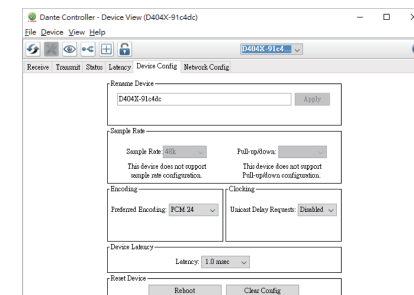 Dante Controller - Device View (D404X-91c4dc)
File Device View Help
D404X-91c4...
Receive Transmit Status Latency Device Config Network Config
Rename Device
D404X-91c4dc Apply
Sample Rate
Sample Rate: 48k Pull-up/down:
This device does not support This device does not support
sample rate configuration. Pull-up/down configuration.
Encoding Clocking
Preferred Encoding: PCM 24 Unicast Delay Requests: Disabled
Device Latency
Latency: 1.0 msec
Reset Device
Reboot Clear Config